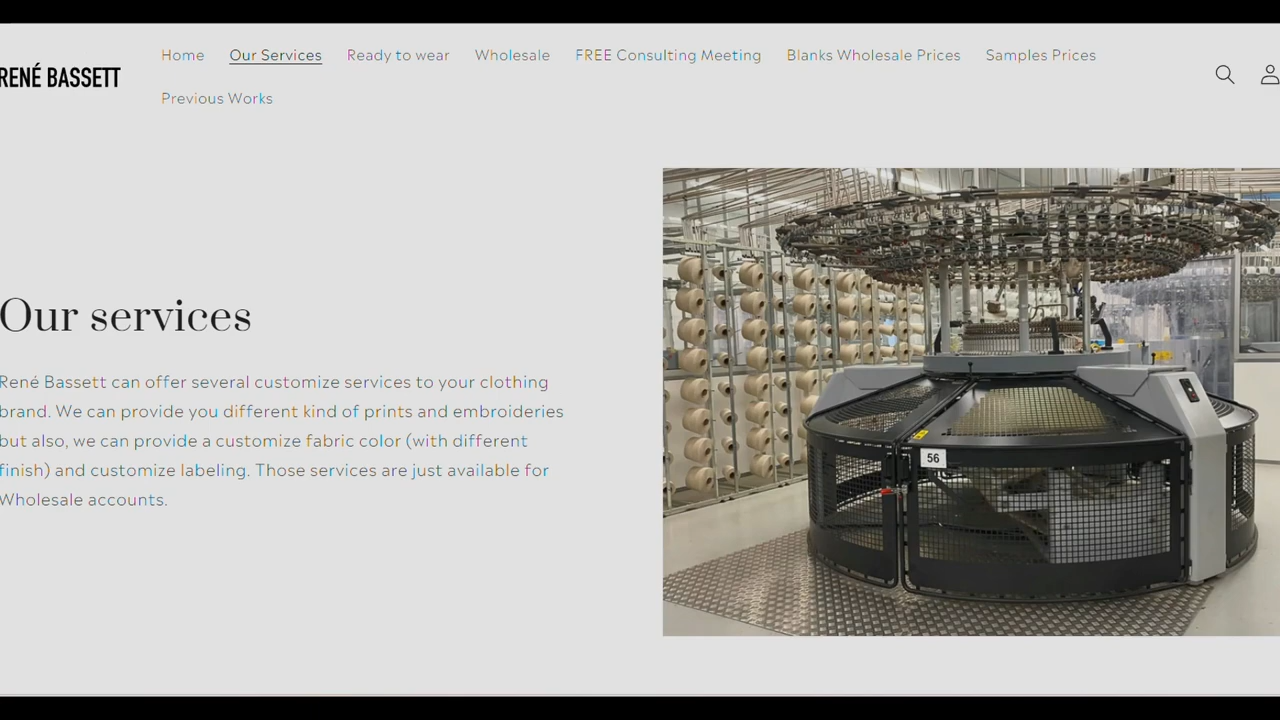 RENÉ BASSETT
Home Our Services Ready to wear Wholesale FREE Consulting Meeting Blanks Wholesale Prices Samples Prices
Previous Works
Our services
René Bassett can offer several customize services to your clothing
brand. We can provide you different kind of prints and embroideries
but also, we can provide a customize fabric color (with different
finish) and customize labeling. Those services are just available for
Wholesale accounts.
56